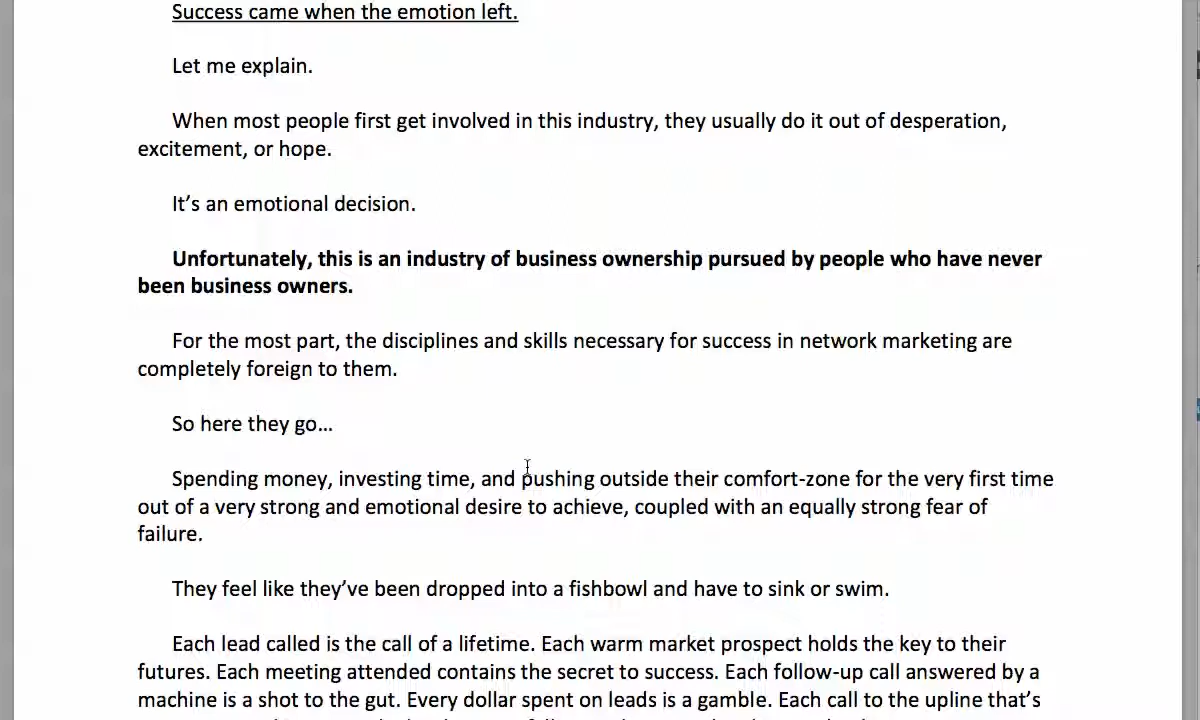 Success came when the emotion left.
Let me explain.
When most people first get involved in this industry, they usually do it out of desperation,
excitement, or hope.
It’s an emotional decision.
Unfortunately, this is an industry of business ownership pursued by people who have never
been business owners.
For the most part, the disciplines and skills necessary for success in network marketing are
completely foreign to them.
So here they go…
Spending money, investing time, and pushing outside their comfort-zone for the very first time
out of a very strong and emotional desire to achieve, coupled with an equally strong fear of
failure.
They feel like they’ve been dropped into a fishbowl and have to sink or swim.
Each lead called is the call of a lifetime. Each warm market prospect holds the key to their
futures. Each meeting attended contains the secret to success. Each follow-up call answered by a
machine is a shot to the gut. Every dollar spent on leads is a gamble. Each call to the upline that’s